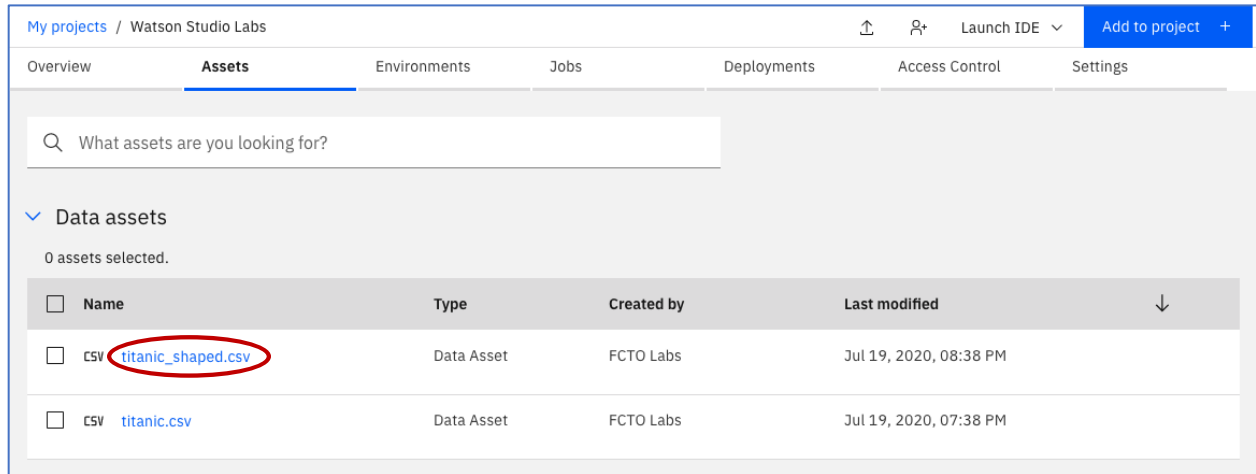 My projects / Watson Studio Labs Launch IDE Add to project +
Overview Assets Environments Jobs Deployments Access Control Settings
What assets are you looking for?
Data assets
0 assets selected.
Name Type Created by Last modified
CSV titanic_shaped.csv Data Asset FCTO Labs Jul 19, 2020, 08:38 PM
CSV titanic.csv Data Asset FCTO Labs Jul 19, 2020, 07:38 PM